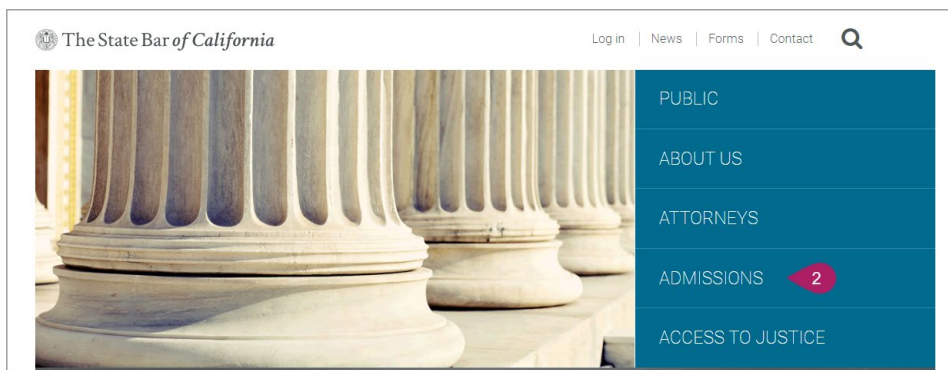 The State Bar of California
Log in | News | Forms | Contact
PUBLIC
ABOUT US
ATTORNEYS
ADMISSIONS 2
ACCESS TO JUSTICE